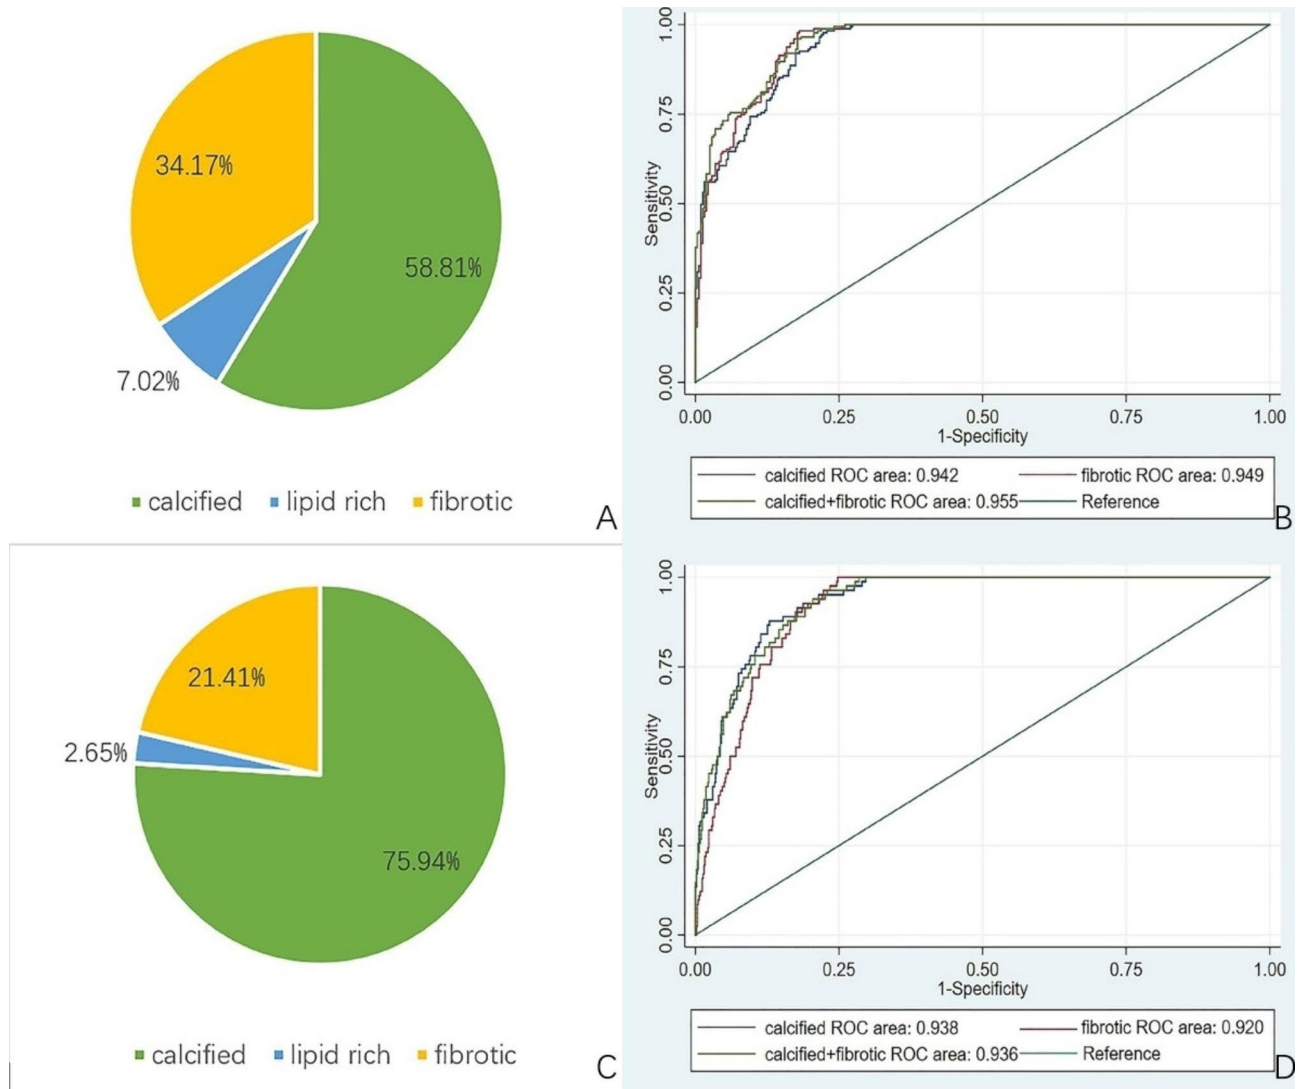 34.17%
58.81%
7.02%
calcified lipid rich fibrotic
A
Sensitivity
1.00
0.75
0.50
0.25
0.00
0.00 0.25 0.50 0.75 1.00
1-Specificity
calcified ROC area: 0.942 fibrotic ROC area: 0.949
calcified+fibrotic ROC area: 0.955 Reference
B
21.41%
2.65%
75.94%
calcified lipid rich fibrotic
C
Sensitivity
1.00
0.75
0.50
0.25
0.00
0.00 0.25 0.50 0.75 1.00
1-Specificity
calcified ROC area: 0.938 fibrotic ROC area: 0.920
calcified+fibrotic ROC area: 0.936 Reference
D